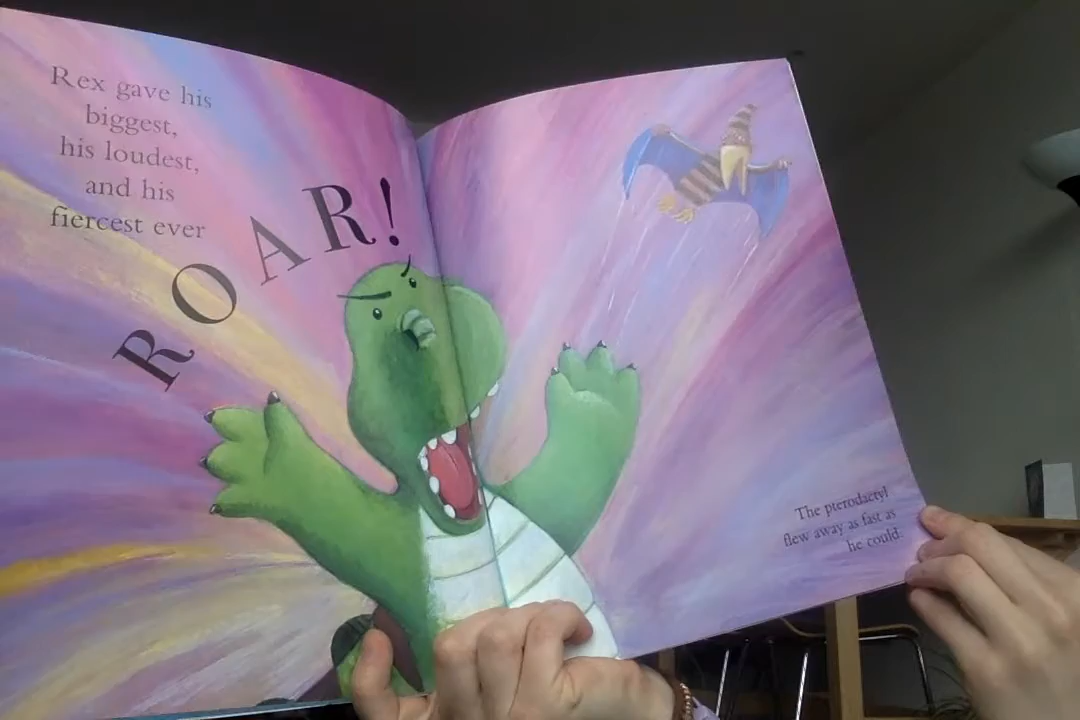 Rex gave his
biggest,
his loudest,
and his
fiercest ever
ROAR!
The pterodactyl
flew away as fast as
he could.